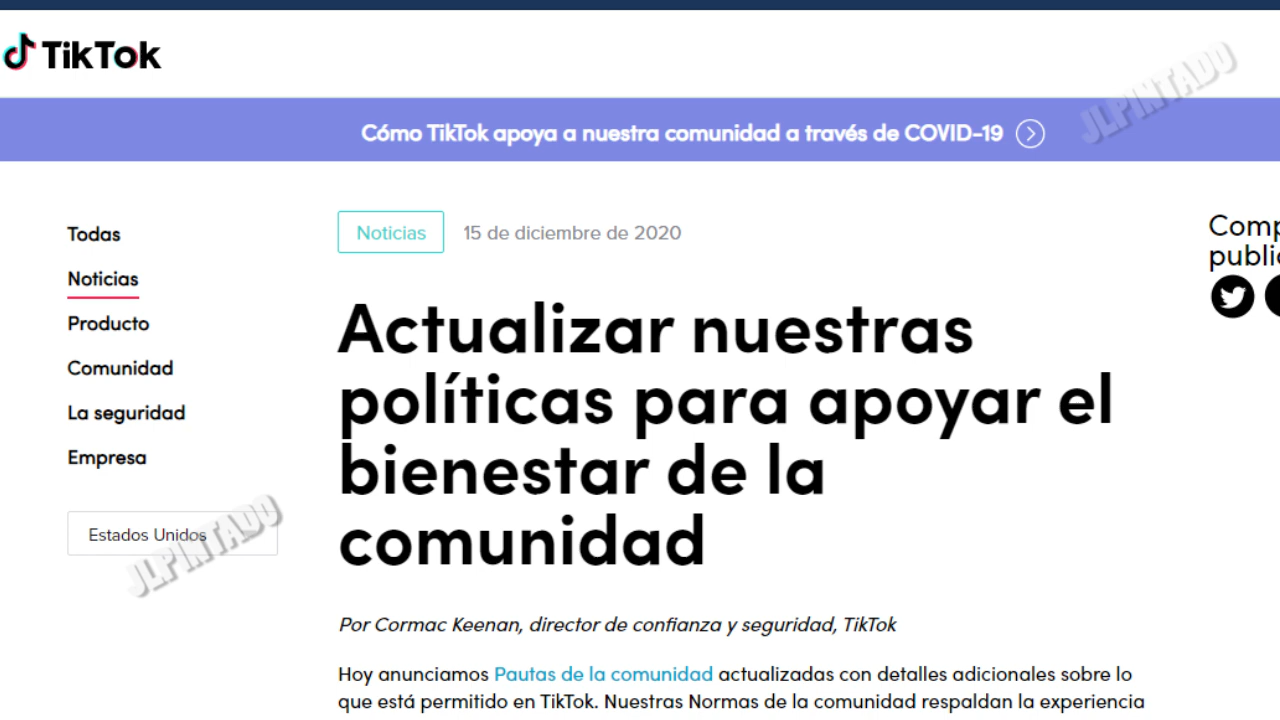 TikTok
JLPINTADO
Cómo TikTok apoya a nuestra comunidad a través de COVID-19
Todas
Noticias
Producto
Comunidad
La seguridad
Empresa
Estados Unidos
JLPINTADO
Noticias 15 de diciembre de 2020
Actualizar nuestras
políticas para apoyar el
bienestar de la
comunidad
Por Cormac Keenan, director de confianza y seguridad, TikTok
Hoy anunciamos Pautas de la comunidad actualizadas con detalles adicionales sobre lo
que está permitido en TikTok. Nuestras Normas de la comunidad respaldan la experiencia
Comp
public